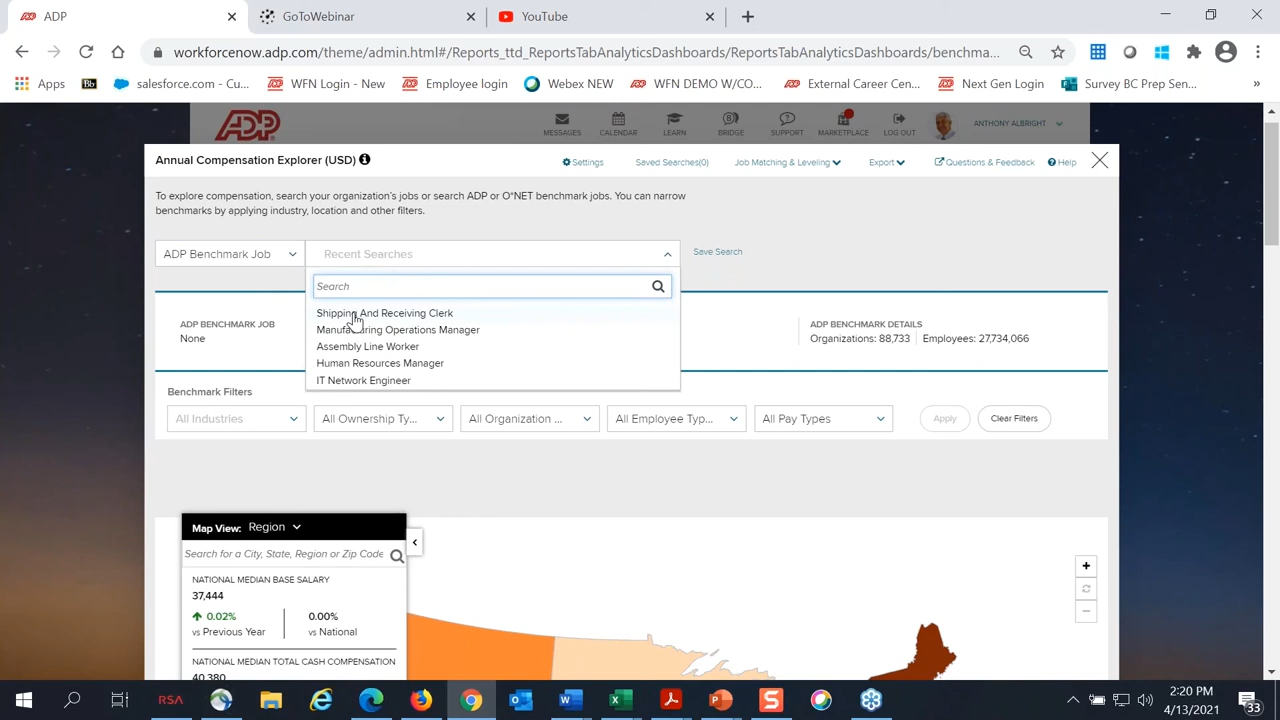 ADP
GoToWebinar
YouTube
workforcenow.adp.com/theme/admin.html#/Reports_ttd_ReportsTabAnalyticsDashboards/ReportsTabAnalyticsDashboards/benchma...
Apps
Bb
salesforce.com - Cu...
WFN Login - New
Employee login
Webex NEW
WFN DEMO W/CO...
External Career Cen...
Next Gen Login
Survey BC Prep Sen...
»
ADP
MESSAGES
CALENDAR
LEARN
BRIDGE
SUPPORT
MARKETPLACE
LOG OUT
ANTHONY ALBRIGHT
Annual Compensation Explorer (USD)
Settings
Saved Searches(0)
Job Matching & Leveling
Export
Questions & Feedback
Help
To explore compensation, search your organization's jobs or search ADP or O*NET benchmark jobs. You can narrow
benchmarks by applying industry, location and other filters.
ADP Benchmark Job
Recent Searches
Save Search
Search
Shipping And Receiving Clerk
Manufacturing Operations Manager
Assembly Line Worker
Human Resources Manager
IT Network Engineer
ADP BENCHMARK JOB
None
ADP BENCHMARK DETAILS
Organizations: 88,733
Employees: 27,734,066
Benchmark Filters
All Industries
All Ownership Ty...
All Organization ...
All Employee Typ...
All Pay Types
Apply
Clear Filters
Map View: Region
Search for a City, State, Region or Zip Code
NATIONAL MEDIAN BASE SALARY
37,444
0.02%
vs Previous Year
0.00%
vs National
NATIONAL MEDIAN TOTAL CASH COMPENSATION
40,380
RSA
2:20 PM
4/13/2021
33